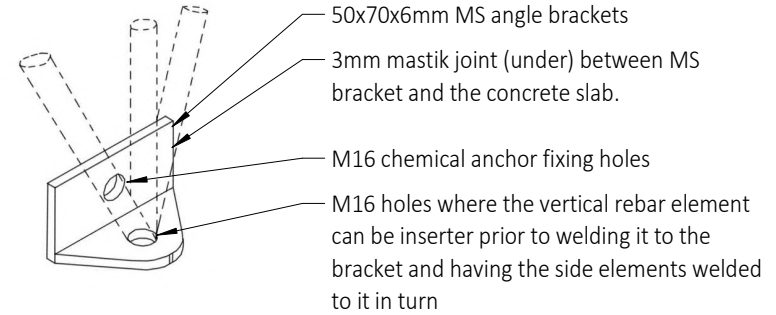 50x70x6mm MS angle brackets
3mm mastik joint (under) between MS
bracket and the concrete slab.
M16 chemical anchor fixing holes
M16 holes where the vertical rebar element
can be inserter prior to welding it to the
bracket and having the side elements welded
to it in turn